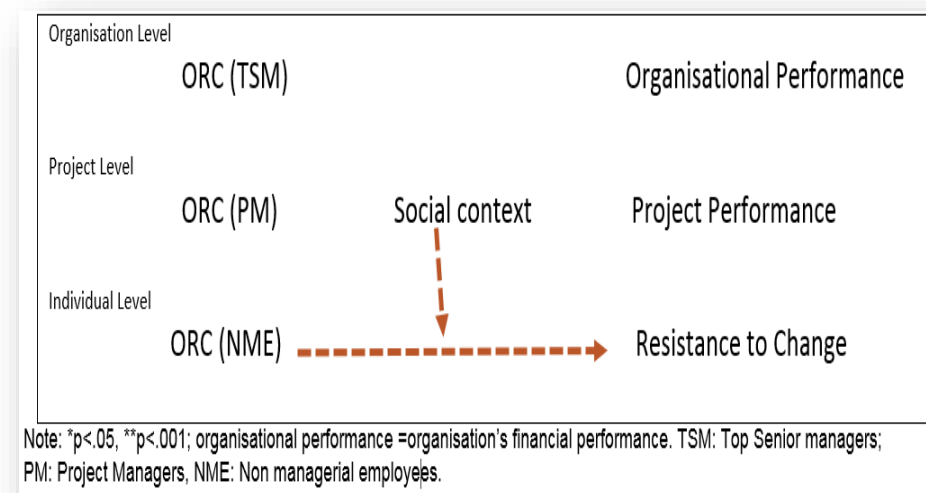 Organisation Level
ORC (TSM) Organisational Performance
Project Level
ORC (PM) Social context Project Performance
Individual Level
ORC (NME) Resistance to Change
Note: *p<.05, **p<.001; organisational performance =organisation's financial performance. TSM: Top Senior managers;
PM: Project Managers, NME: Non managerial employees.